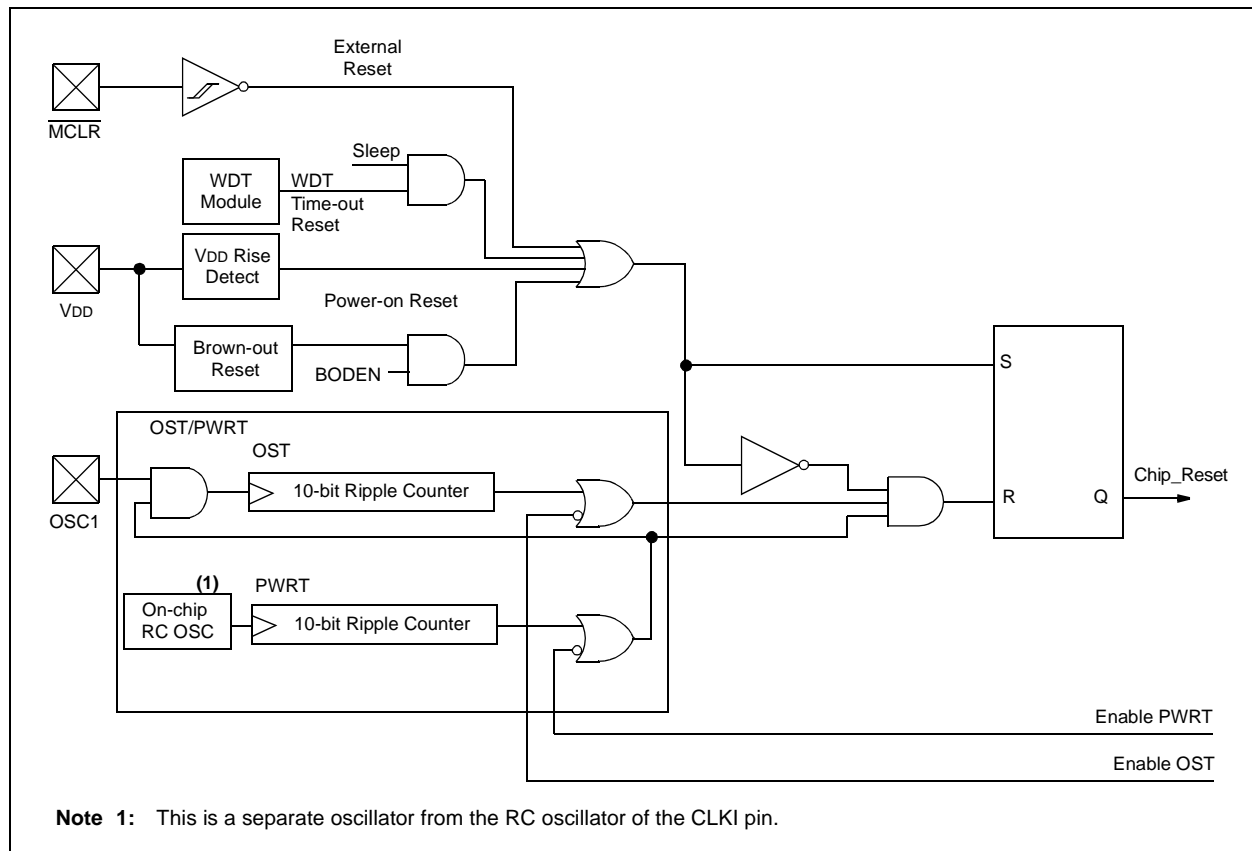 External
Reset
MCLR
Sleep
WDT
Module
WDT
Time-out
Reset
VDD Rise
Detect
VDD
Power-on Reset
Brown-out
Reset
BODEN
S
OST/PWRT
OST
10-bit Ripple Counter
OSC1
R
Q
Chip_Reset
(1)
PWRT
On-chip
RC OSC
10-bit Ripple Counter
Enable PWRT
Enable OST
Note 1: This is a separate oscillator from the RC oscillator of the CLKI pin.